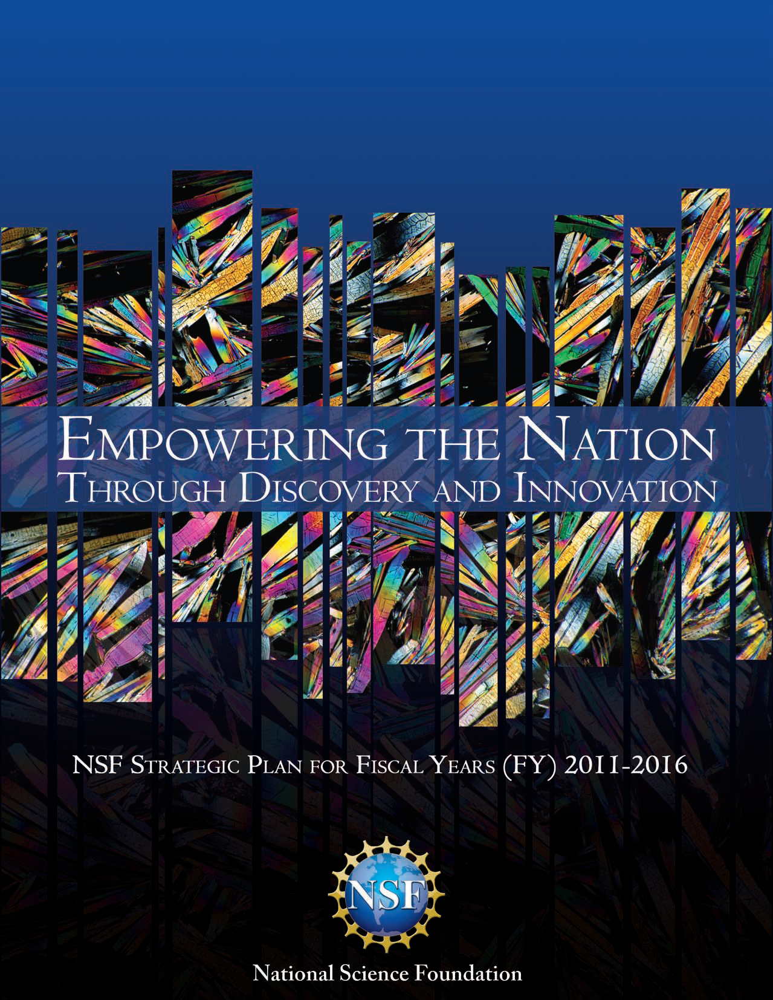 EMPOWERING THE NATION
THROUGH DISCOVERY AND INNOVATION
NSF STRATEGIC PLAN FOR FISCAL YEARS (FY) 2011-2016
NSF
National Science Foundation